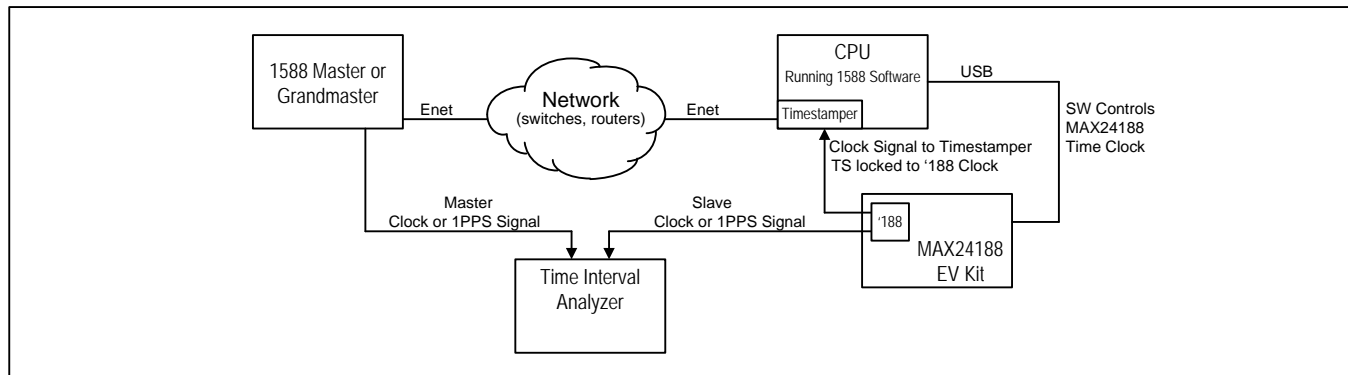 1588 Master or
Grandmaster
Enet
Network
(switches, routers)
Enet
CPU
Running 1588 Software
Timestamper
USB
SW Controls
MAX24188
Time Clock
Clock Signal to Timestamper
TS locked to ‘188 Clock
Master
Clock or 1PPS Signal
Slave
Clock or 1PPS Signal
‘188
MAX24188
EV Kit
Time Interval
Analyzer